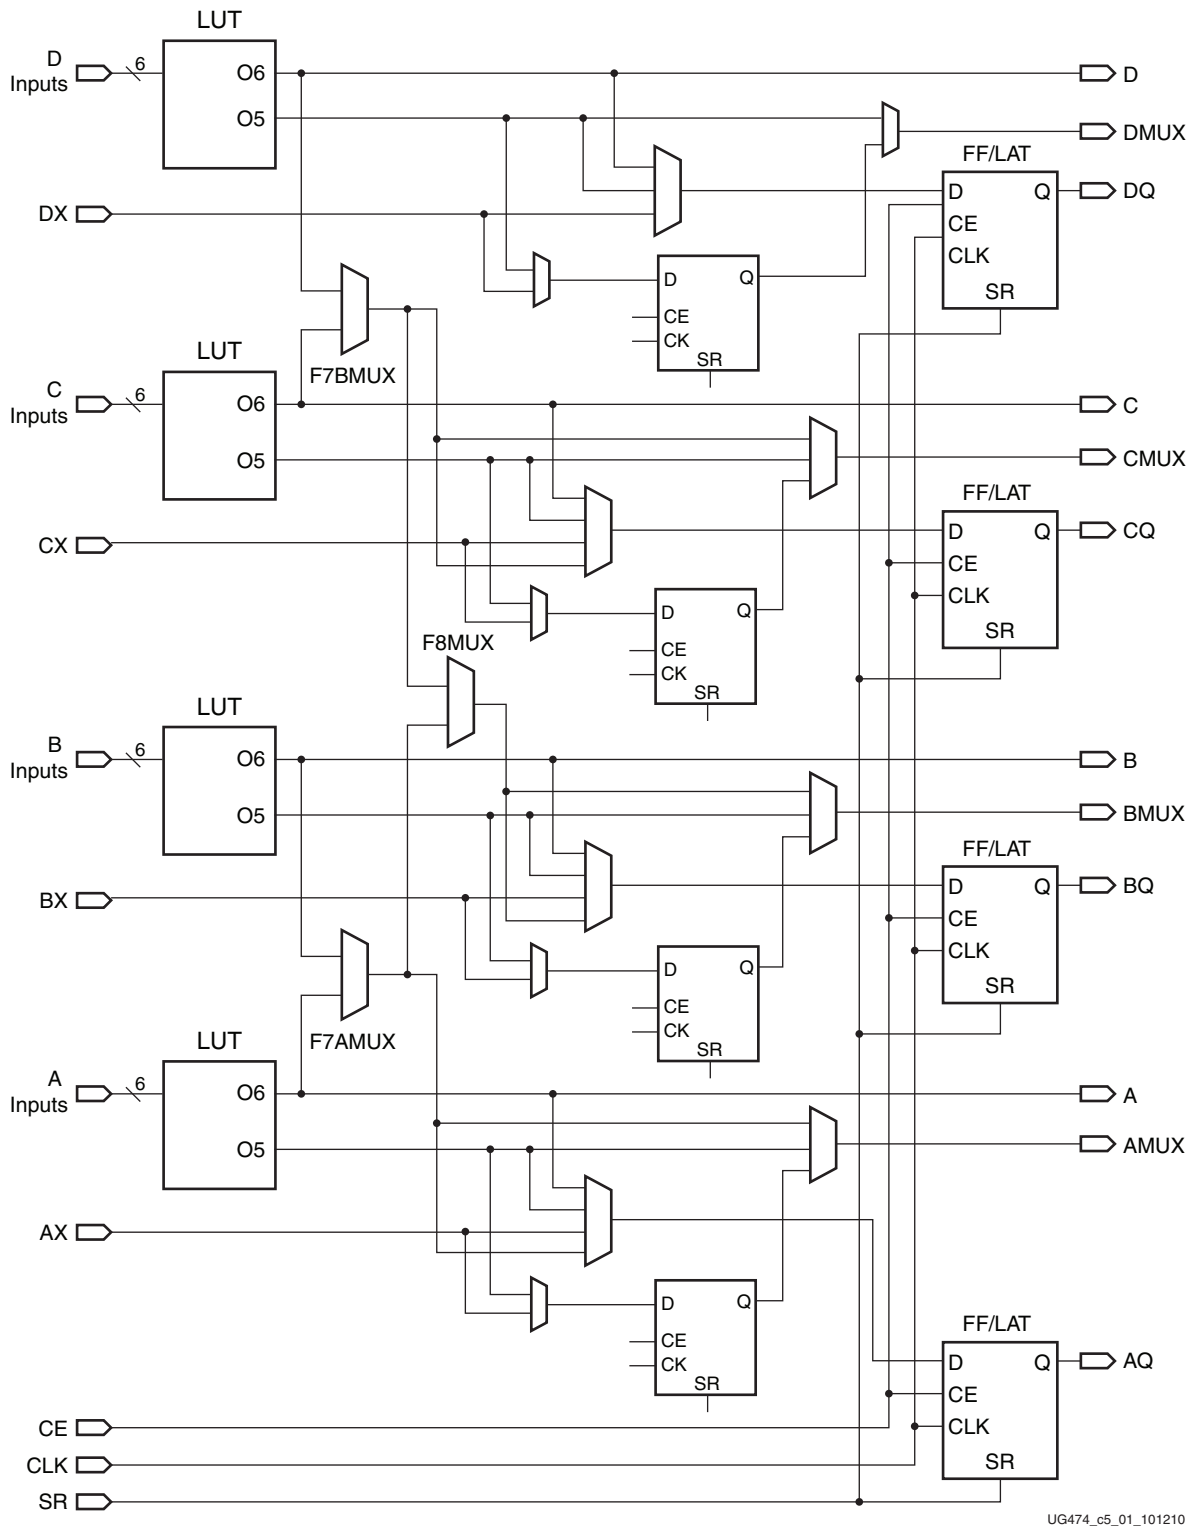 LUT
D
Inputs
6
O6
D
O5
DMUX
FF/LAT
D
Q
DQ
DX
CE
CLK
D
Q
SR
CE
CK
SR
LUT
F7BMUX
C
Inputs
6
O6
C
O5
CMUX
FF/LAT
CX
D
Q
CQ
CE
CLK
D
Q
SR
F8MUX
CE
CK
SR
LUT
B
Inputs
6
O6
B
O5
BMUX
FF/LAT
D
Q
BQ
BX
CE
CLK
D
Q
SR
CE
CK
SR
LUT
F7AMUX
A
Inputs
6
O6
A
O5
AMUX
AX
D
Q
FF/LAT
CE
D
Q
AQ
CK
SR
CE
CE
CLK
CLK
SR
SR
UG474_c5_01_101210